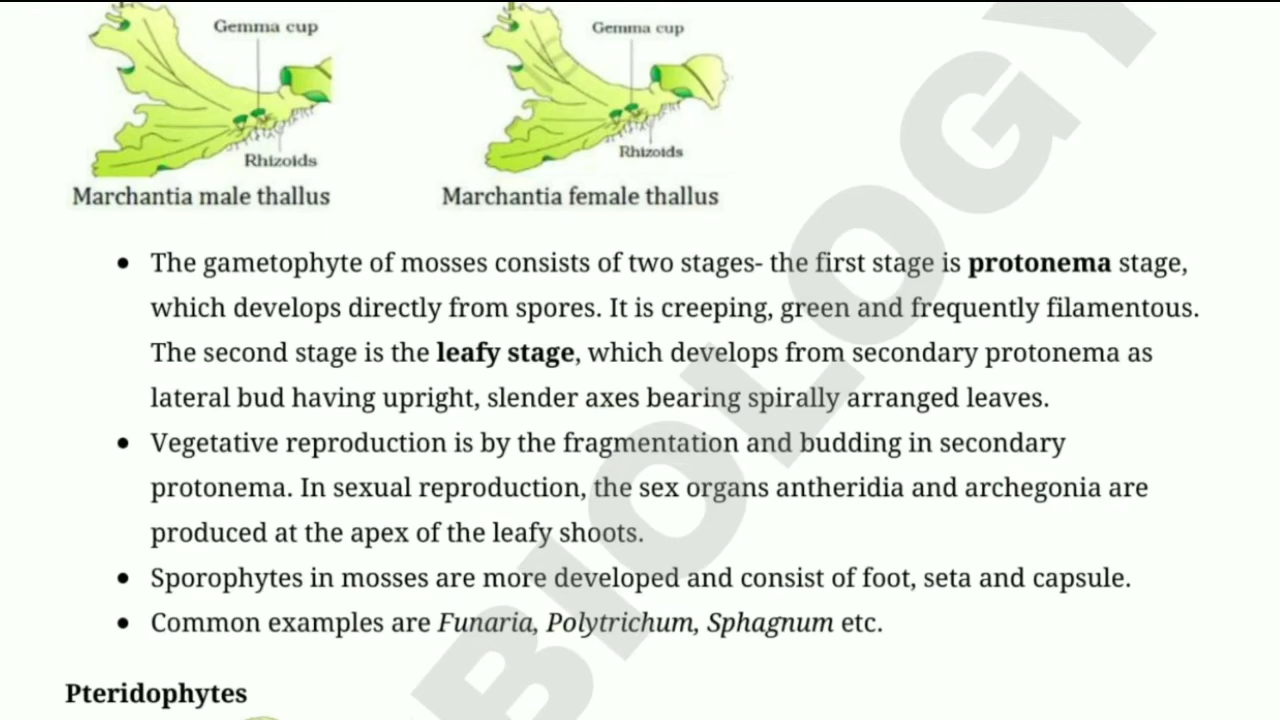 Gemma cup
Gemma cup
Rhizoids
Rhizoids
Marchantia male thallus
Marchantia female thallus
• The gametophyte of mosses consists of two stages- the first stage is protonema stage,
which develops directly from spores. It is creeping, green and frequently filamentous.
The second stage is the leafy stage, which develops from secondary protonema as
lateral bud having upright, slender axes bearing spirally arranged leaves.
• Vegetative reproduction is by the fragmentation and budding in secondary
protonema. In sexual reproduction, the sex organs antheridia and archegonia are
produced at the apex of the leafy shoots.
• Sporophytes in mosses are more developed and consist of foot, seta and capsule.
• Common examples are Funaria, Polytrichum, Sphagnum etc.
Pteridophytes
BIOLOGY